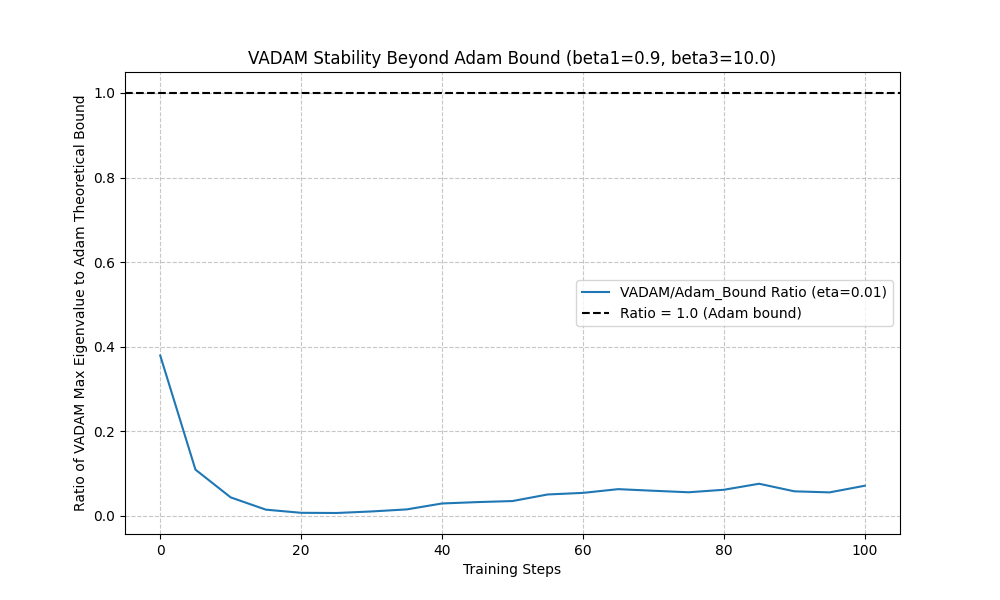 VADAM Stability Beyond Adam Bound (beta1=0.9, beta3=10.0)
Ratio of VADAM Max Eigenvalue to Adam Theoretical Bound
1.0
0.8
0.6
0.4
0.2
0.0
VADAM/Adam_Bound Ratio (eta=0.01)
Ratio = 1.0 (Adam bound)
0 20 40 60 80 100
Training Steps